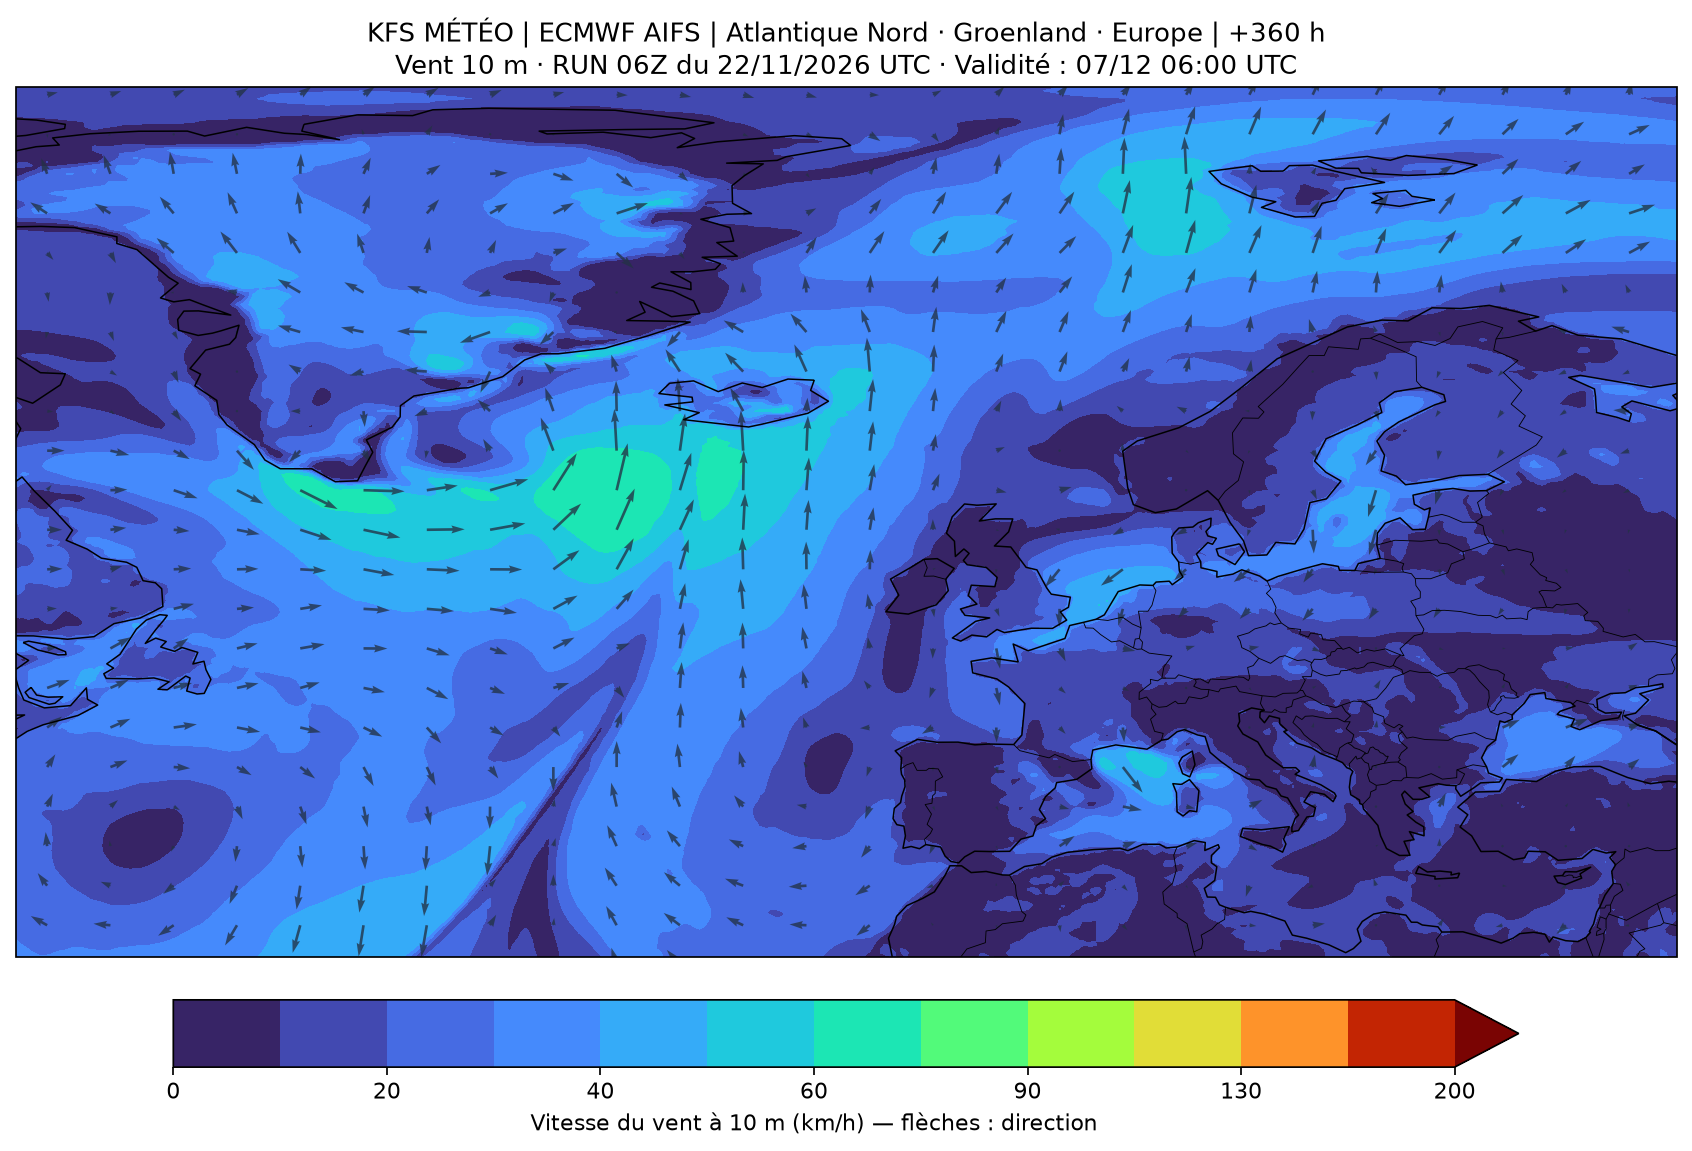 KFS MÉTÉO | ECMWF AIFS | Atlantique Nord · Groenland · Europe | +360 h
Vent 10 m · RUN 06Z du 22/11/2026 UTC · Validité : 07/12 06:00 UTC
0 20 40 60 90 130 200
Vitesse du vent à 10 m (km/h) — flèches : direction